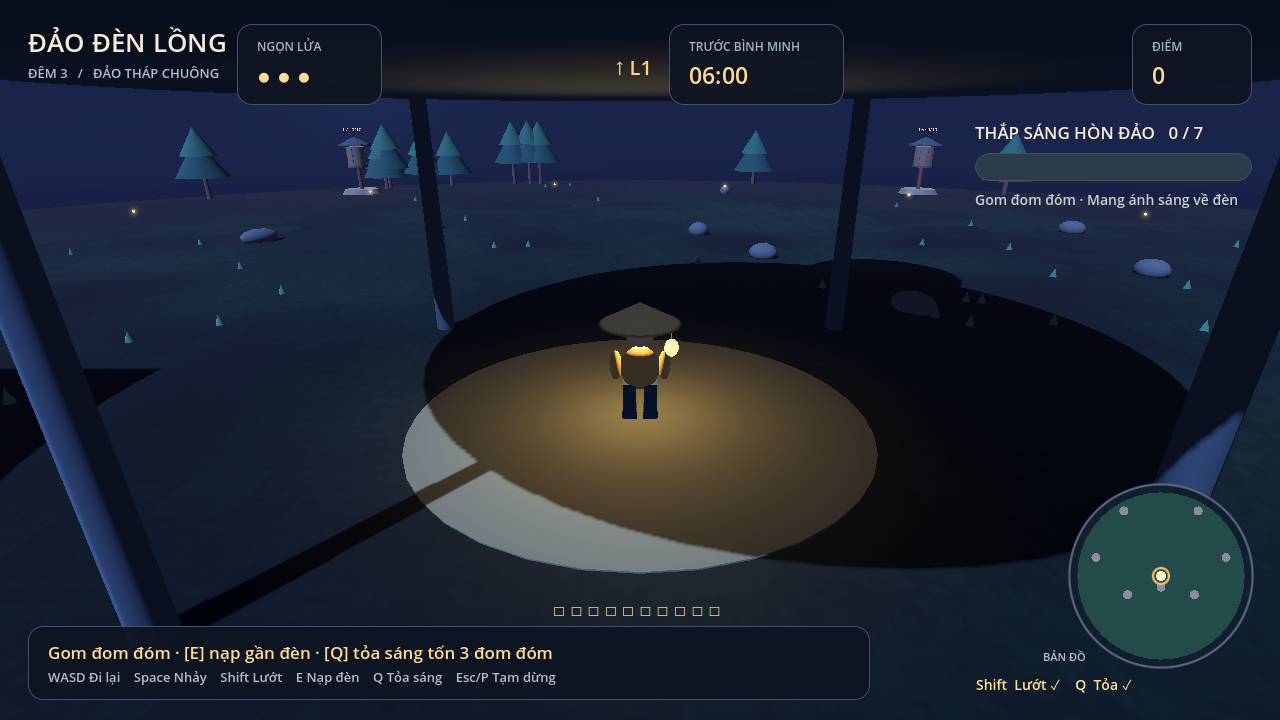 ĐẢO ĐÈN LỒNG
ĐÊM 3 / ĐẢO THÁP CHUÔNG
NGỌN LỬA
↑ L1
TRƯỚC BÌNH MINH
06:00
ĐIỂM
0
THẮP SÁNG HÒN ĐẢO 0 / 7
Gom đom đóm · Mang ánh sáng về đèn
Gom đom đóm · [E] nạp gần đèn · [Q] tỏa sáng tốn 3 đom đóm
WASD Đi lại Space Nhảy Shift Lướt E Nạp đèn Q Tỏa sáng Esc/P Tạm dừng
BẢN ĐỒ
Shift Lướt ✓ Q Tỏa ✓